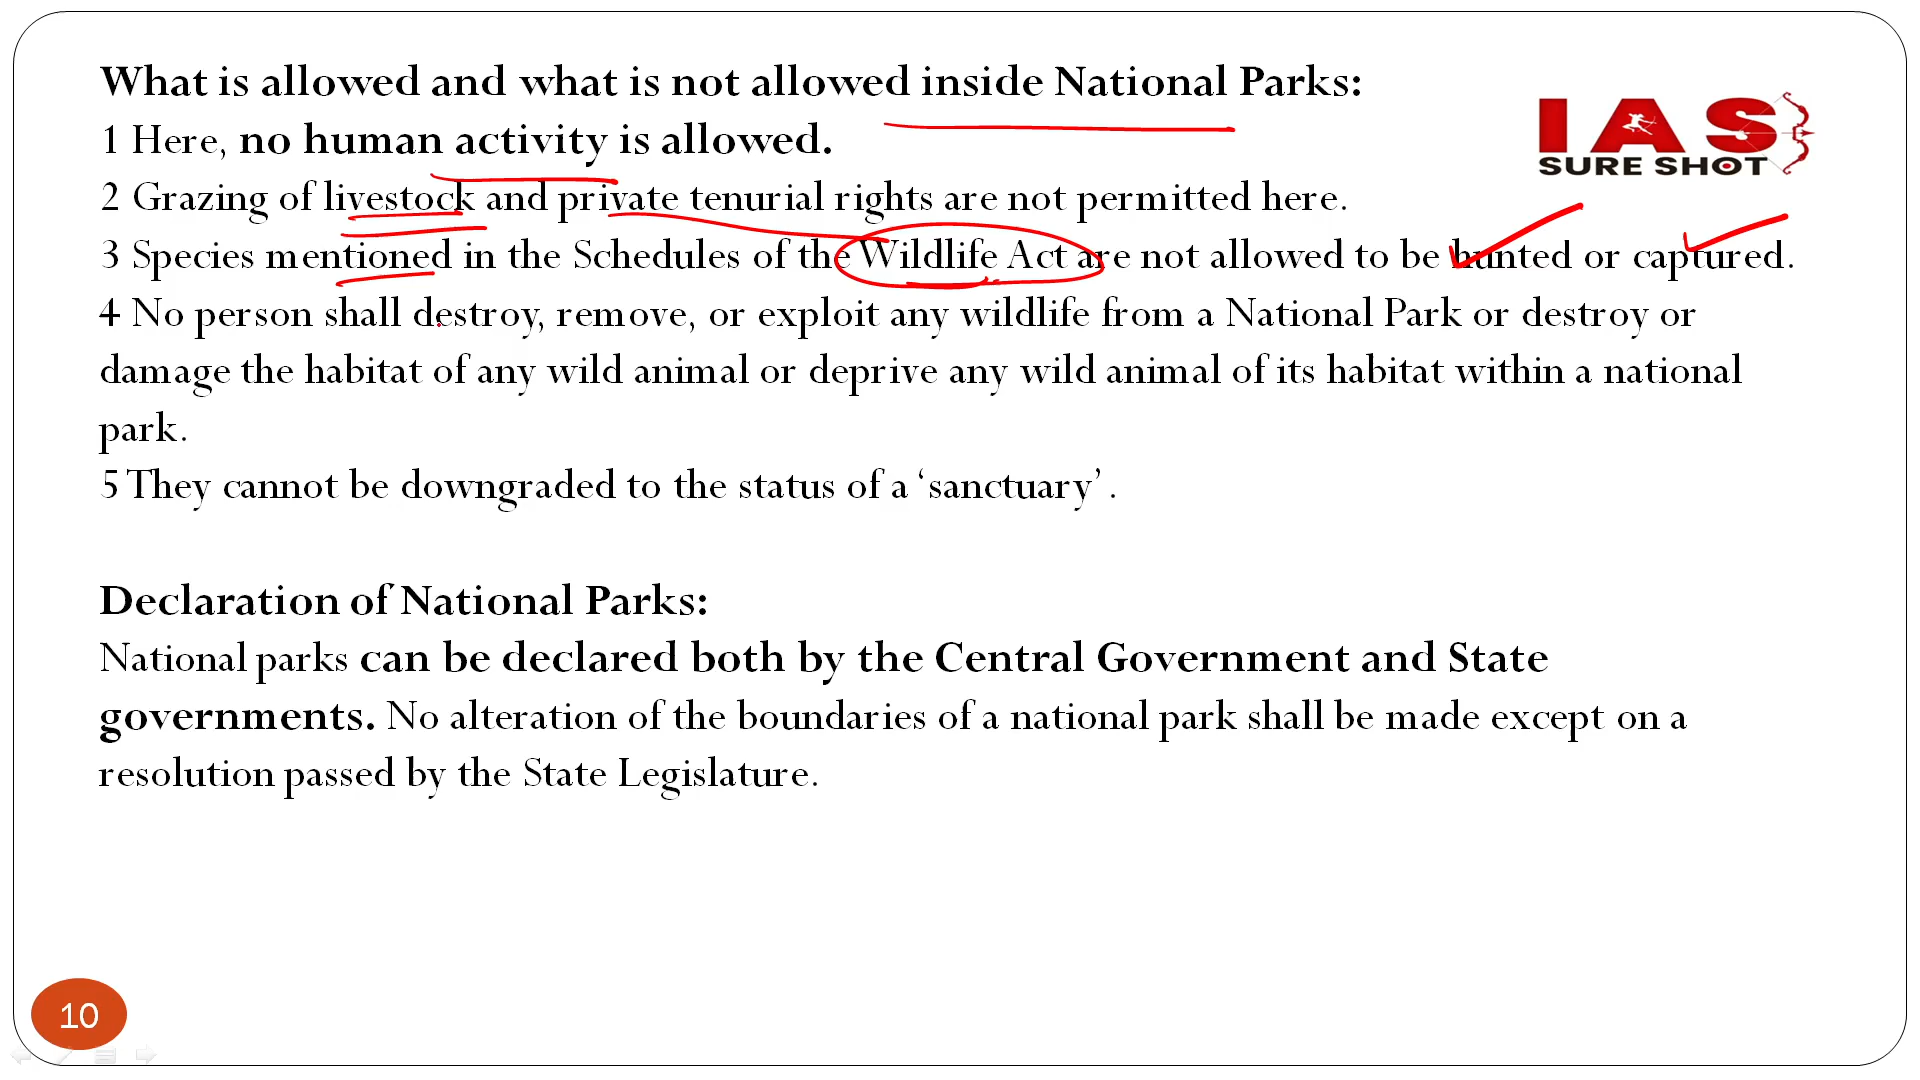 What is allowed and what is not allowed inside National Parks:
IAS
SURE SHOT
1 Here, no human activity is allowed.
2 Grazing of livestock and private tenurial rights are not permitted here.
3 Species mentioned in the Schedules of the Wildlife Act are not allowed to be hunted or captured.
4 No person shall destroy, remove, or exploit any wildlife from a National Park or destroy or
damage the habitat of any wild animal or deprive any wild animal of its habitat within a national
park.
5 They cannot be downgraded to the status of a ‘sanctuary’.
Declaration of National Parks:
National parks can be declared both by the Central Government and State
governments. No alteration of the boundaries of a national park shall be made except on a
resolution passed by the State Legislature.
10